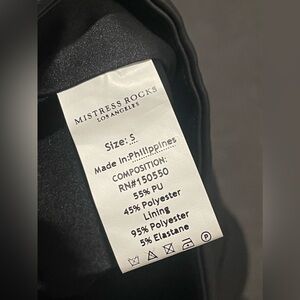 MISTRESS ROCKS
LOS ANGELES
Size: S
Made in:Philippines
COMPOSITION:
RN#150550
55% PU
45% Polyester
Lining
95% Polyester
5% Elastane
P